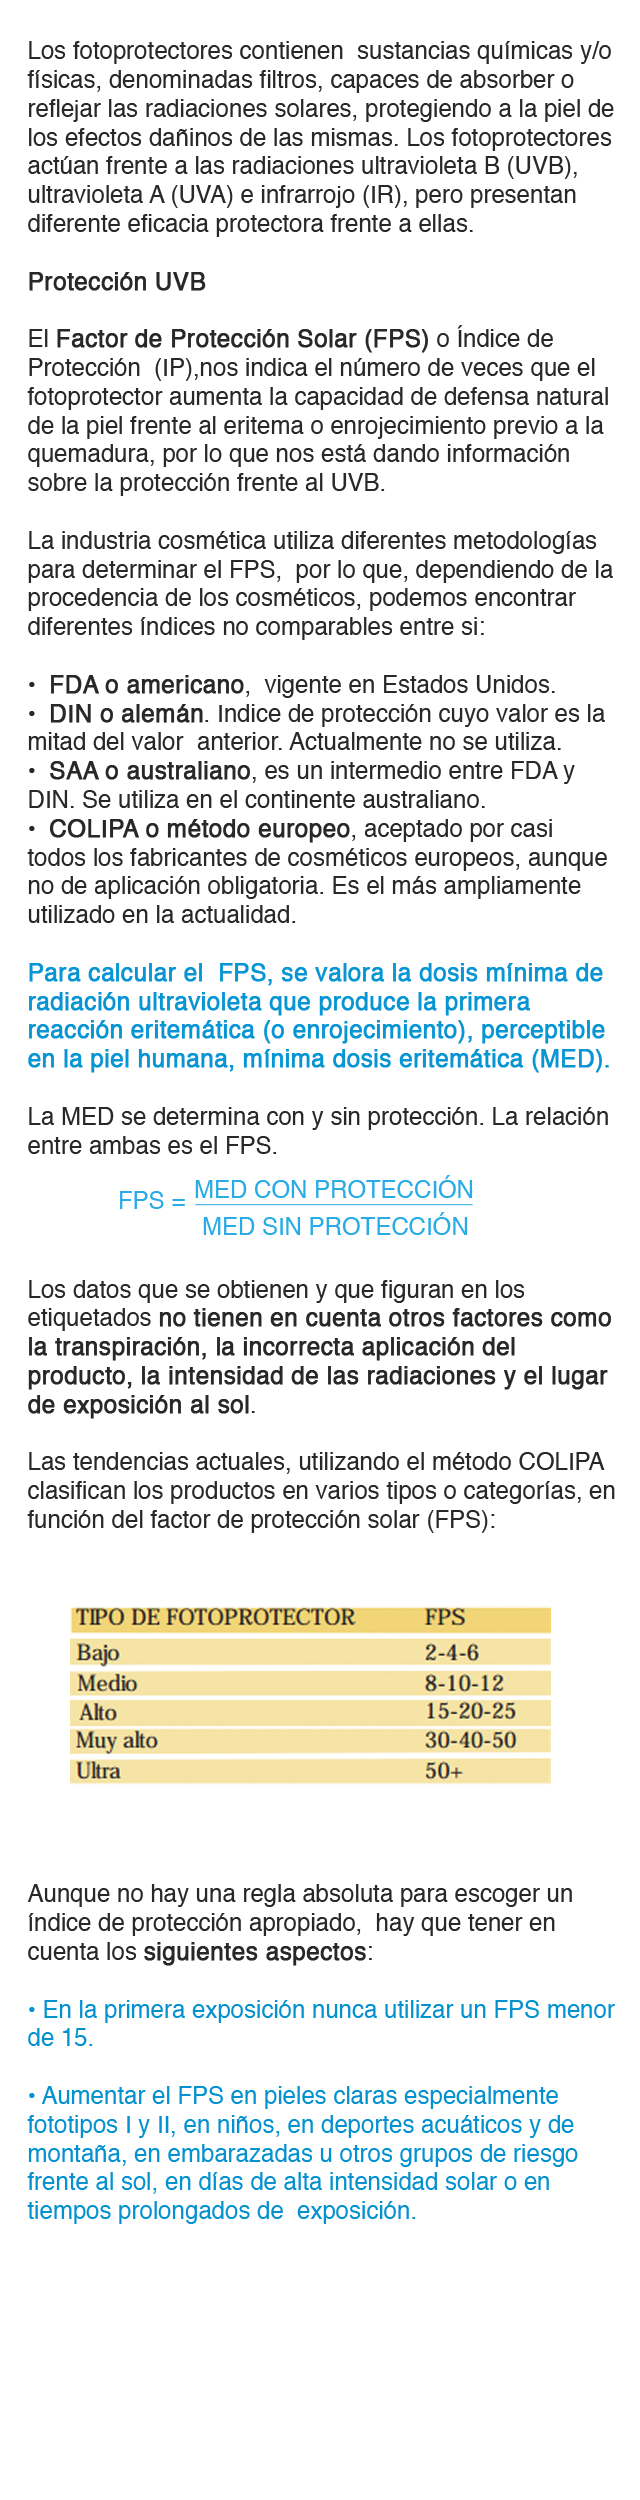 Los fotoprotectores contienen  sustancias químicas y/o
físicas, denominadas filtros, capaces de absorber o
reflejar las radiaciones solares, protegiendo a la piel de
los efectos dañinos de las mismas. Los fotoprotectores
actúan frente a las radiaciones ultravioleta B (UVB),
ultravioleta A (UVA) e infrarrojo (IR), pero presentan
diferente eficacia protectora frente a ellas.
Protección UVB
El Factor de Protección Solar (FPS) o Índice de
Protección  (IP),nos indica el número de veces que el
fotoprotector aumenta la capacidad de defensa natural
de la piel frente al eritema o enrojecimiento previo a la
quemadura, por lo que nos está dando información
sobre la protección frente al UVB.
La industria cosmética utiliza diferentes metodologías
para determinar el FPS,  por lo que, dependiendo de la
procedencia de los cosméticos, podemos encontrar
diferentes índices no comparables entre si:
•  FDA o americano,  vigente en Estados Unidos.
•  DIN o alemán. Indice de protección cuyo valor es la
mitad del valor  anterior. Actualmente no se utiliza.
•  SAA o australiano, es un intermedio entre FDA y
DIN. Se utiliza en el continente australiano.
•  COLIPA o método europeo, aceptado por casi
todos los fabricantes de cosméticos europeos, aunque
no de aplicación obligatoria. Es el más ampliamente
utilizado en la actualidad.
Para calcular el  FPS, se valora la dosis mínima de
radiación ultravioleta que produce la primera
reacción eritemática (o enrojecimiento), perceptible
en la piel humana, mínima dosis eritemática (MED).
La MED se determina con y sin protección. La relación
entre ambas es el FPS.
FPS = MED CON PROTECCIÓN
MED SIN PROTECCIÓN
Los datos que se obtienen y que figuran en los
etiquetados no tienen en cuenta otros factores como
la transpiración, la incorrecta aplicación del
producto, la intensidad de las radiaciones y el lugar
de exposición al sol.
Las tendencias actuales, utilizando el método COLIPA
clasifican los productos en varios tipos o categorías, en
función del factor de protección solar (FPS):
TIPO DE FOTOPROTECTOR FPS
Bajo 2-4-6
Medio 8-10-12
Alto 15-20-25
Muy alto 30-40-50
Ultra 50+
Aunque no hay una regla absoluta para escoger un
índice de protección apropiado,  hay que tener en
cuenta los siguientes aspectos:
• En la primera exposición nunca utilizar un FPS menor
de 15.
• Aumentar el FPS en pieles claras especialmente
fototipos I y II, en niños, en deportes acuáticos y de
montaña, en embarazadas u otros grupos de riesgo
frente al sol, en días de alta intensidad solar o en
tiempos prolongados de  exposición.